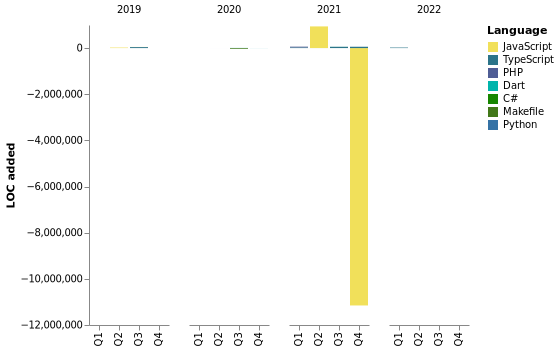 2019 2020 2021 2022
Language
JavaScript
TypeScript
PHP
Dart
C#
Makefile
Python
LOC added
0
−2,000,000
−4,000,000
−6,000,000
−8,000,000
−10,000,000
−12,000,000
Q1 Q2 Q3 Q4 Q1 Q2 Q3 Q4 Q1 Q2 Q3 Q4 Q1 Q2 Q3 Q4